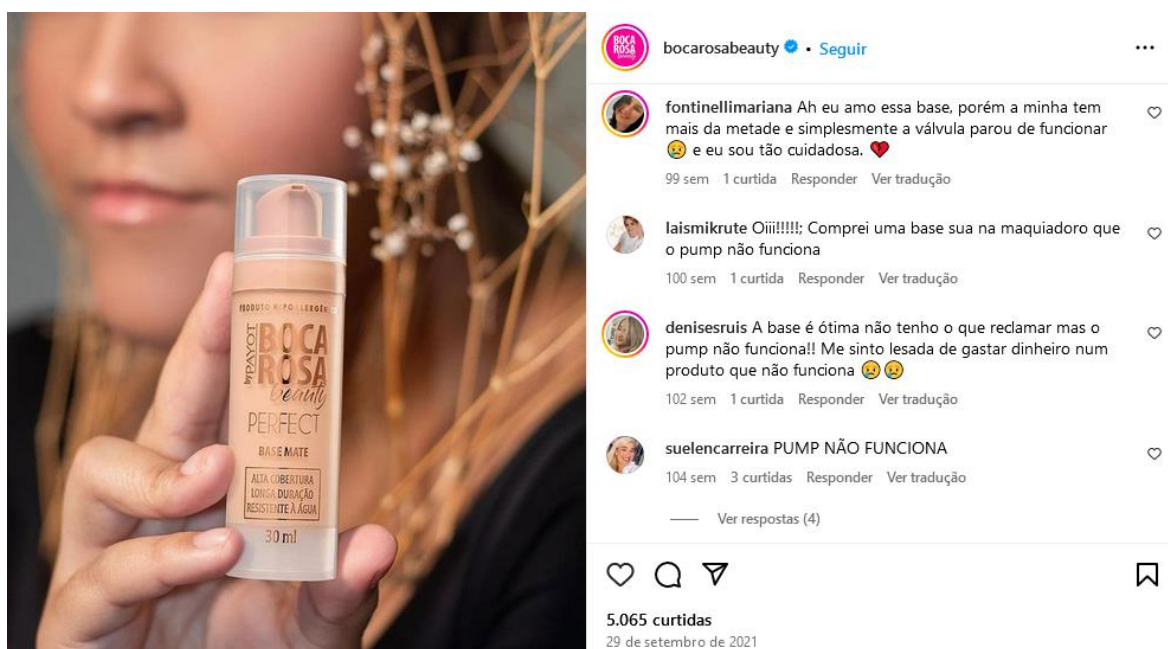 PRODUTO HIPOALERGÊNICO
by PAYOT
BOCA
ROSA
beauty
PERFECT
BASE MATE
ALTA COBERTURA
LONGA DURAÇÃO
RESISTENTE À ÁGUA
30 ml
BOCA
ROSA
beauty
bocarosabeauty • Seguir
fontinellimariana Ah eu amo essa base, porém a minha tem
mais da metade e simplesmente a válvula parou de funcionar
😢 e eu sou tão cuidadosa. 💔
99 sem 1 curtida Responder Ver tradução
laismikrute Oiii!!!!!; Comprei uma base sua na maquiadoro que
o pump não funciona
100 sem 1 curtida Responder Ver tradução
denisesruis A base é ótima não tenho o que reclamar mas o
pump não funciona!! Me sinto lesada de gastar dinheiro num
produto que não funciona 😢😢
102 sem 1 curtida Responder Ver tradução
suelencarreira PUMP NÃO FUNCIONA
104 sem 3 curtidas Responder Ver tradução
Ver respostas (4)
5.065 curtidas
29 de setembro de 2021